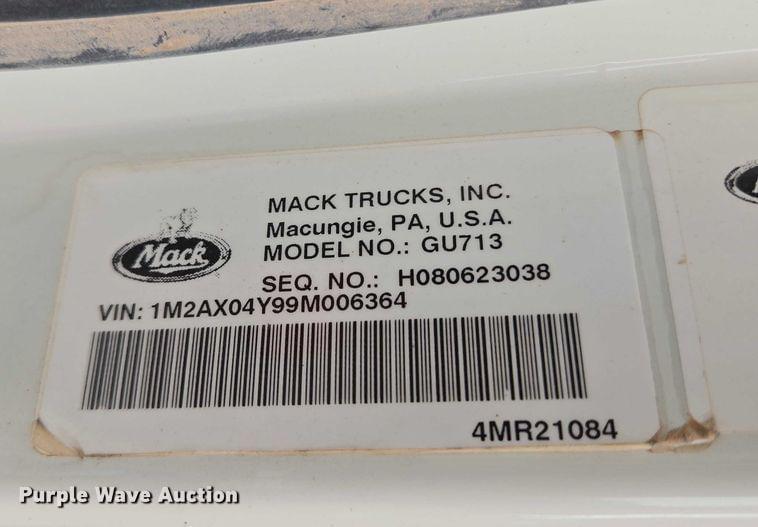 MACK TRUCKS, INC.
Macungie, PA, U.S.A.
MODEL NO.: GU713
SEQ. NO.: H080623038
Mack
VIN: 1M2AX04Y99M006364
4MR21084
Purple Wave Auction